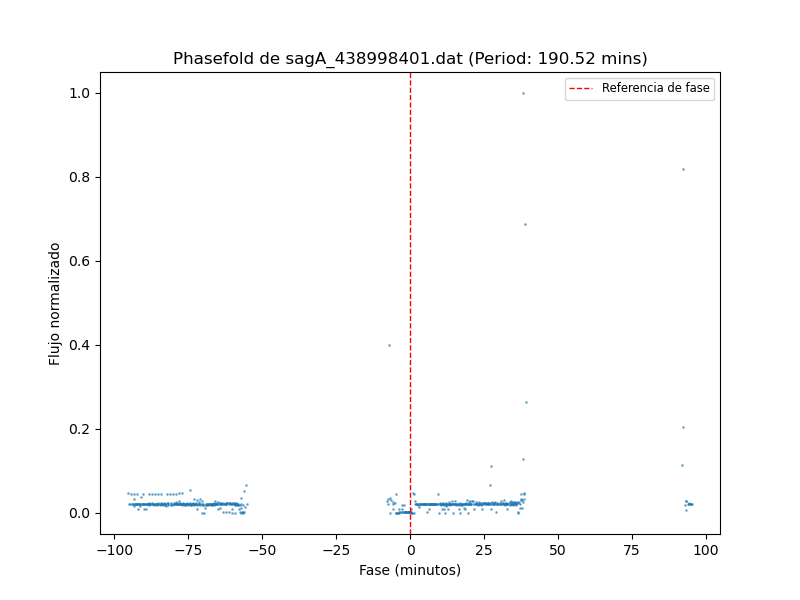 Phasefold de sagA_438998401.dat (Period: 190.52 mins)
Referencia de fase
1.0
0.8
0.6
0.4
0.2
0.0
Flujo normalizado
−100 −75 −50 −25 0 25 50 75 100
Fase (minutos)